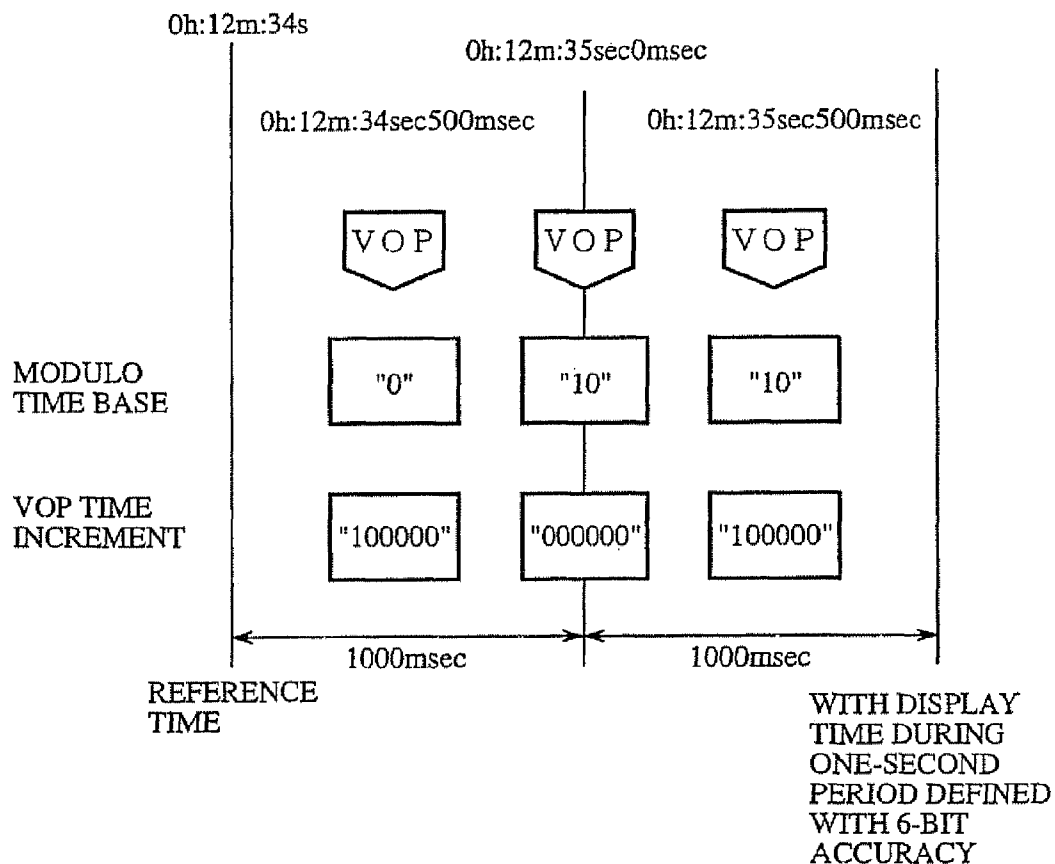 0h:12m:34s
0h:12m:35sec0msec
0h:12m:34sec500msec
0h:12m:35sec500msec
VOP
VOP
VOP
MODULO
TIME BASE
"0"
"10"
"10"
VOP TIME
INCREMENT
"100000"
"000000"
"100000"
1000msec
1000msec
REFERENCE
TIME
WITH DISPLAY
TIME DURING
ONE-SECOND
PERIOD DEFINED
WITH 6-BIT
ACCURACY